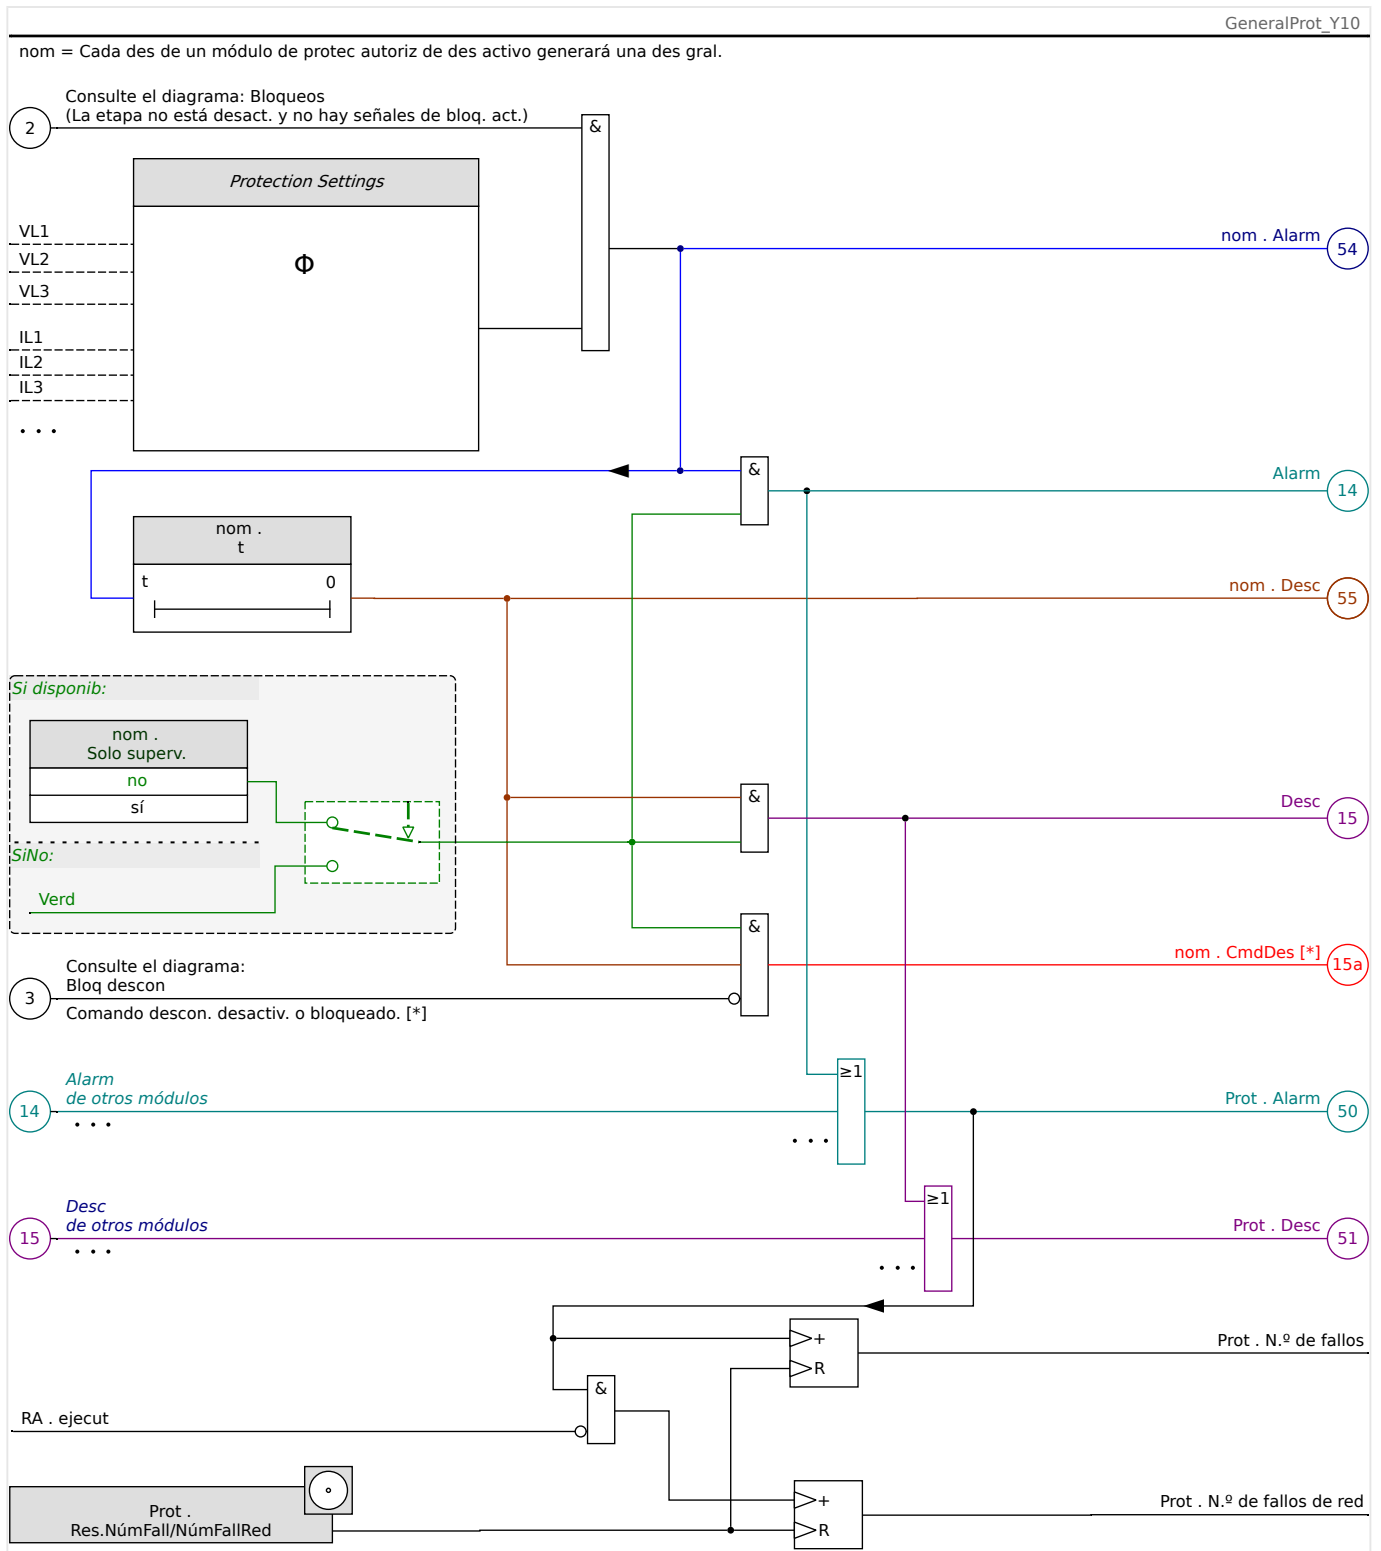 GeneralProt_Y10
nom = Cada des de un módulo de protec autoriz de des activo generará una des gral.
Consulte el diagrama: Bloqueos
(La etapa no está desact. y no hay señales de bloq. act.)
2
&
Protection Settings
Φ
VL1
VL2
VL3
IL1
IL2
IL3
. . .
nom . Alarm
54
&
Alarm
14
nom .
t
t
0
nom . Desc
55
Si disponib:
nom .
Solo superv.
no
sí
SiNo:
Verd
&
Desc
15
&
nom . CmdDes [*]
15a
Consulte el diagrama:
Bloq descon
3
Comando descon. desactiv. o bloqueado. [*]
≥1
Alarm
de otros módulos
14
. . .
. . .
Prot . Alarm
50
≥1
Desc
de otros módulos
15
. . .
. . .
Prot . Desc
51
+
R
Prot . N.º de fallos
&
RA . ejecut
Prot .
Res.NúmFall/NúmFallRed
+
R
Prot . N.º de fallos de red